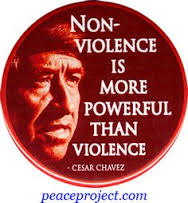 NON-
VIOLENCE
IS
MORE
POWERFUL
THAN
VIOLENCE
- CESAR CHAVEZ
peaceproject.com